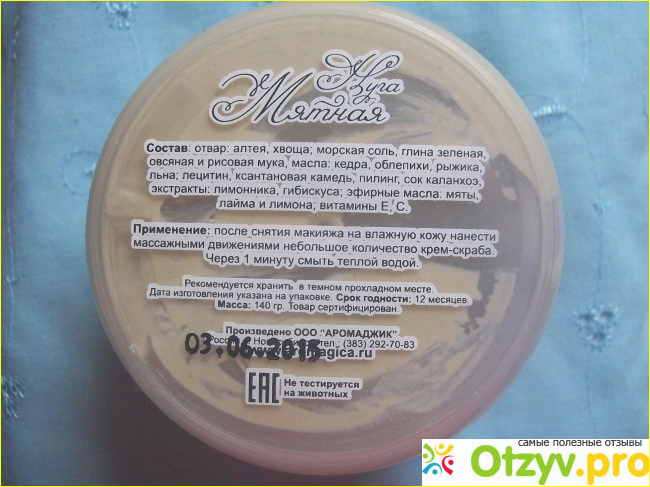 Мятная Нуга
Состав: отвар: алтея, хвоща; морская соль, глина зеленая,
овсяная и рисовая мука, масла: кедра, облепихи, рыжика,
льна; лецитин, ксантановая камедь, пилинг, сок каланхоэ,
экстракты: лимонника, гибискуса; эфирные масла: мяты,
лайма и лимона; витамины Е, С.
Применение: после снятия макияжа на влажную кожу нанести
массажными движениями небольшое количество крем-скраба.
Через 1 минуту смыть теплой водой.
Рекомендуется хранить в темном прохладном месте.
Дата изготовления указана на упаковке. Срок годности: 12 месяцев.
Масса: 140 гр. Товар сертифицирован.
Произведено ООО "АРОМАДЖИК"
тел.: (383) 292-70-83
03.06.2015
EAC
Не тестируется
на животных
самые полезные отзывы
Otzyv.pro